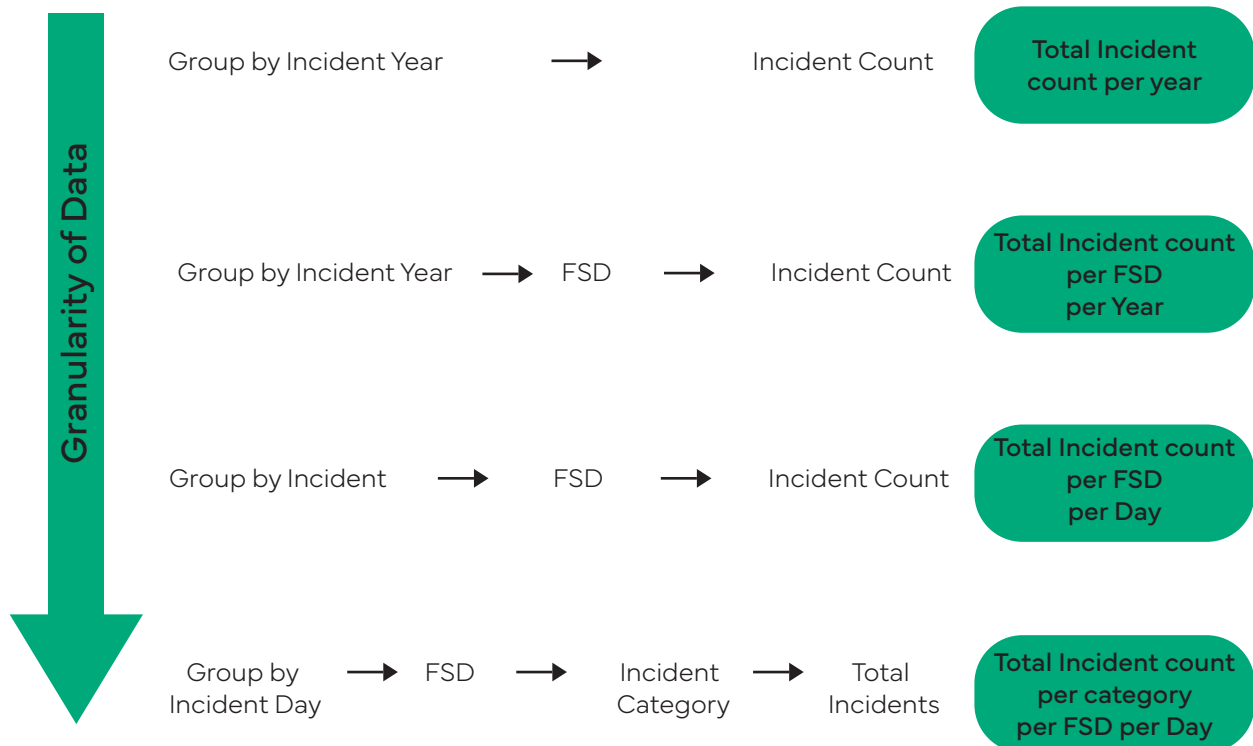 Granularity of Data
Group by Incident Year → Incident Count
Total Incident
count per year
Group by Incident Year → FSD → Incident Count
Total Incident count
per FSD
per Year
Group by Incident → FSD → Incident Count
Total Incident count
per FSD
per Day
Group by
Incident Day
→ FSD →
Incident
Category
→
Total
Incidents
Total Incident count
per category
per FSD per Day